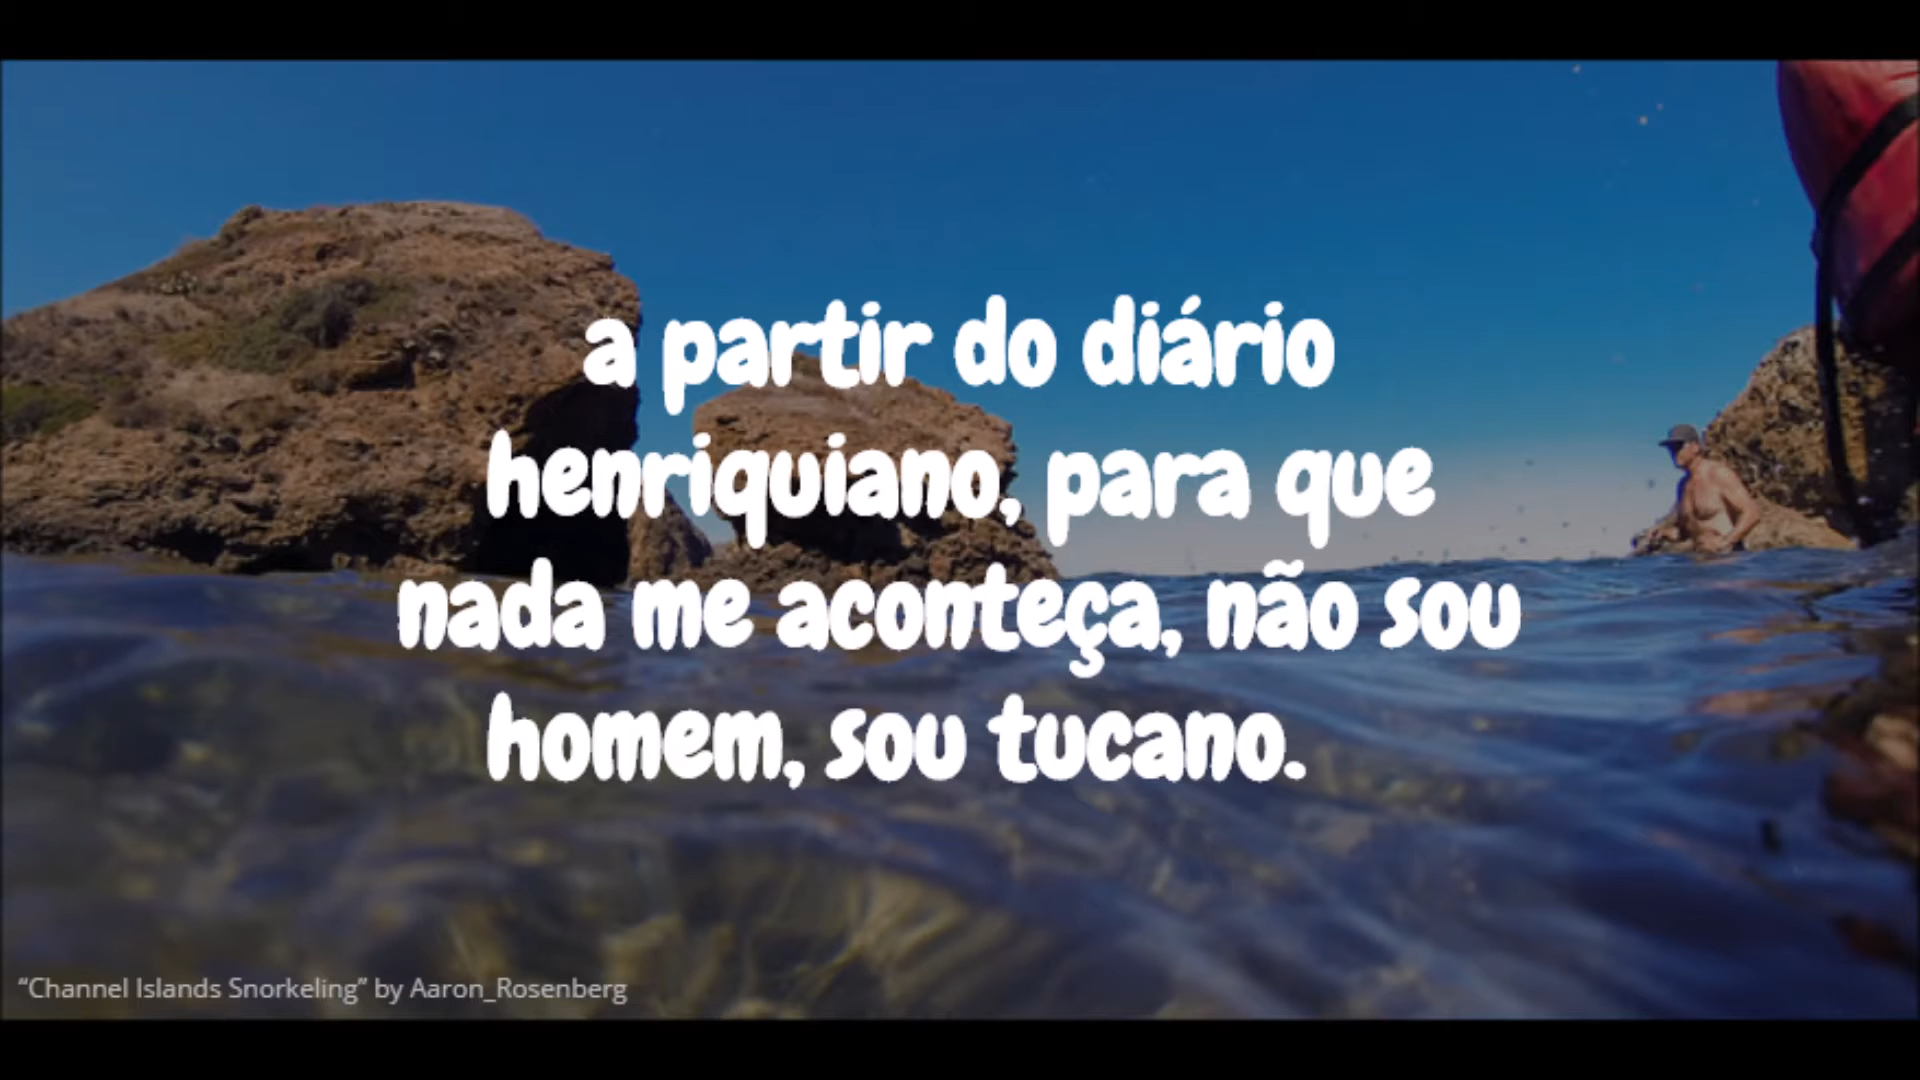 a partir do diário
henriquiano, para que
nada me aconteça, não sou
homem, sou tucano.
“Channel Islands Snorkeling” by Aaron_Rosenberg